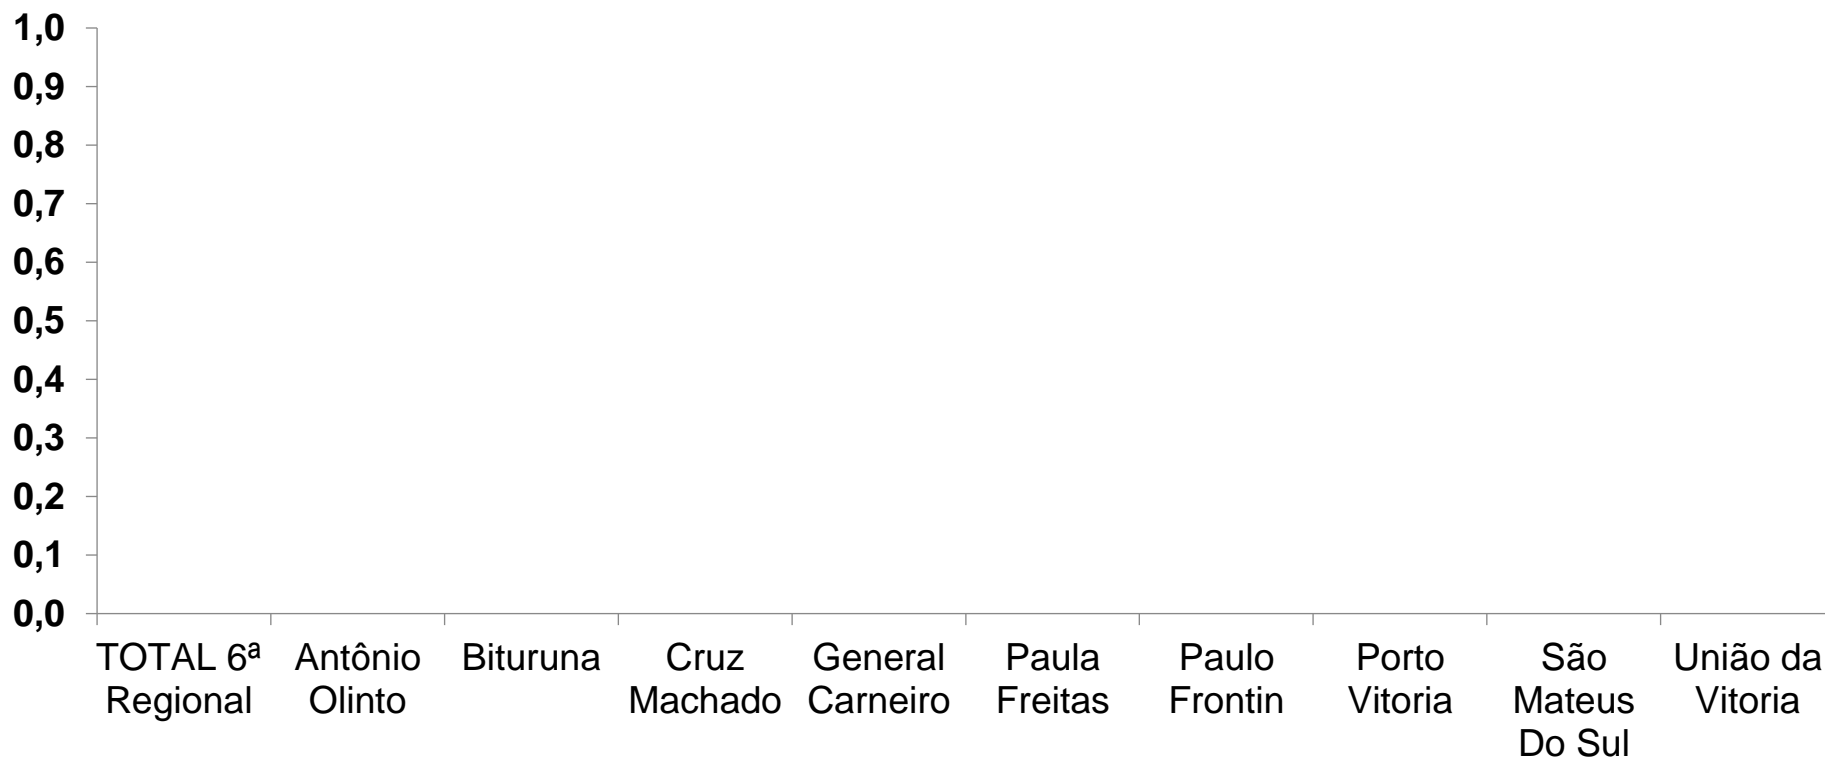 1,0
0,9
0,8
0,7
0,6
0,5
0,4
0,3
0,2
0,1
0,0
TOTAL 6ª
Regional
Antônio
Olinto
Bituruna
Cruz
Machado
General
Carneiro
Paula
Freitas
Paulo
Frontin
Porto
Vitoria
São
Mateus
Do Sul
União da
Vitoria